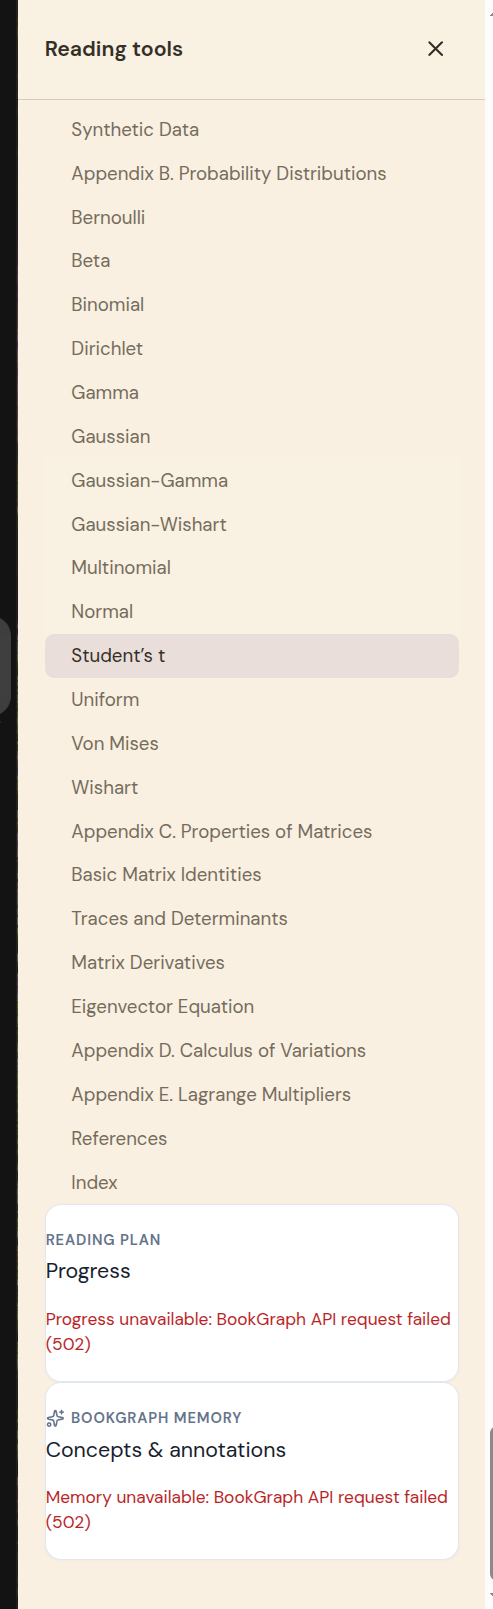 Reading tools
Synthetic Data
Appendix B. Probability Distributions
Bernoulli
Beta
Binomial
Dirichlet
Gamma
Gaussian
Gaussian-Gamma
Gaussian-Wishart
Multinomial
Normal
Student’s t
Uniform
Von Mises
Wishart
Appendix C. Properties of Matrices
Basic Matrix Identities
Traces and Determinants
Matrix Derivatives
Eigenvector Equation
Appendix D. Calculus of Variations
Appendix E. Lagrange Multipliers
References
Index
READING PLAN
Progress
Progress unavailable: BookGraph API request failed
(502)
BOOKGRAPH MEMORY
Concepts & annotations
Memory unavailable: BookGraph API request failed
(502)